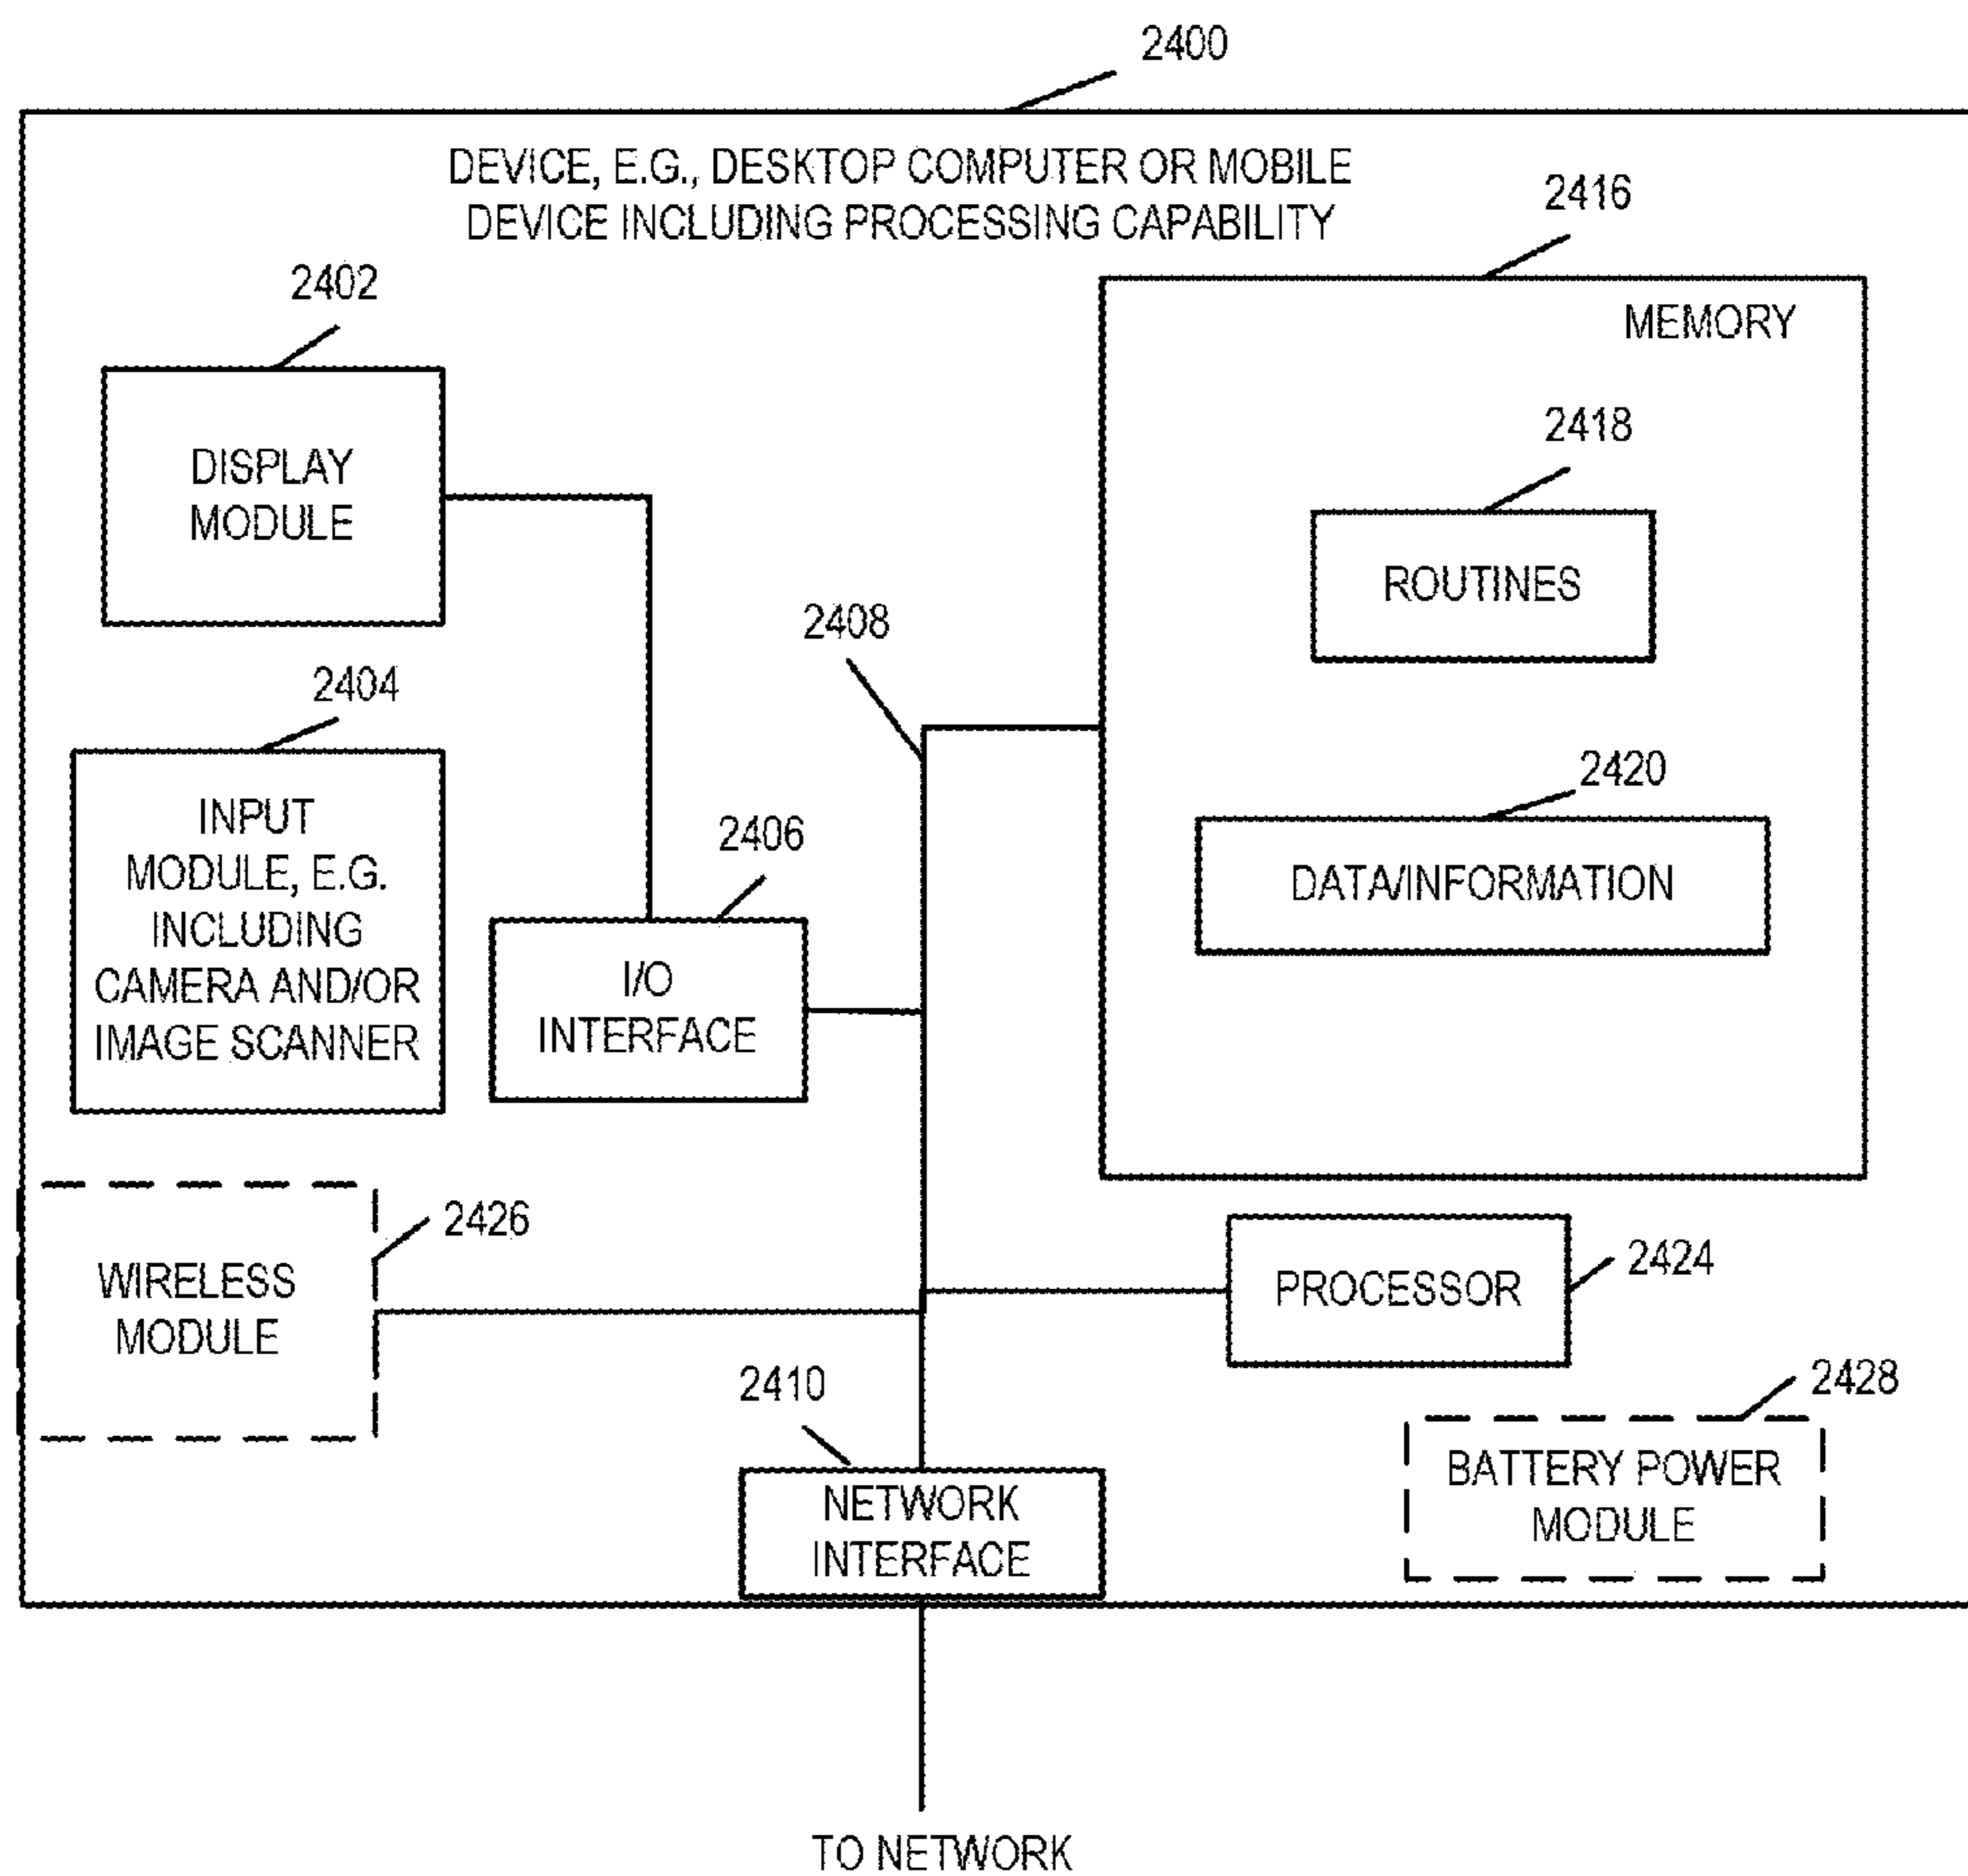 2400
DEVICE, E.G., DESKTOP COMPUTER OR MOBILE
DEVICE INCLUDING PROCESSING CAPABILITY
2416
MEMORY
2402
DISPLAY
MODULE
2418
ROUTINES
2408
2404
INPUT
MODULE, E.G.
INCLUDING
CAMERA AND/OR
IMAGE SCANNER
2406
I/O
INTERFACE
2420
DATA/INFORMATION
2426
WIRELESS
MODULE
2424
PROCESSOR
2410
NETWORK
INTERFACE
2428
BATTERY POWER
MODULE
TO NETWORK